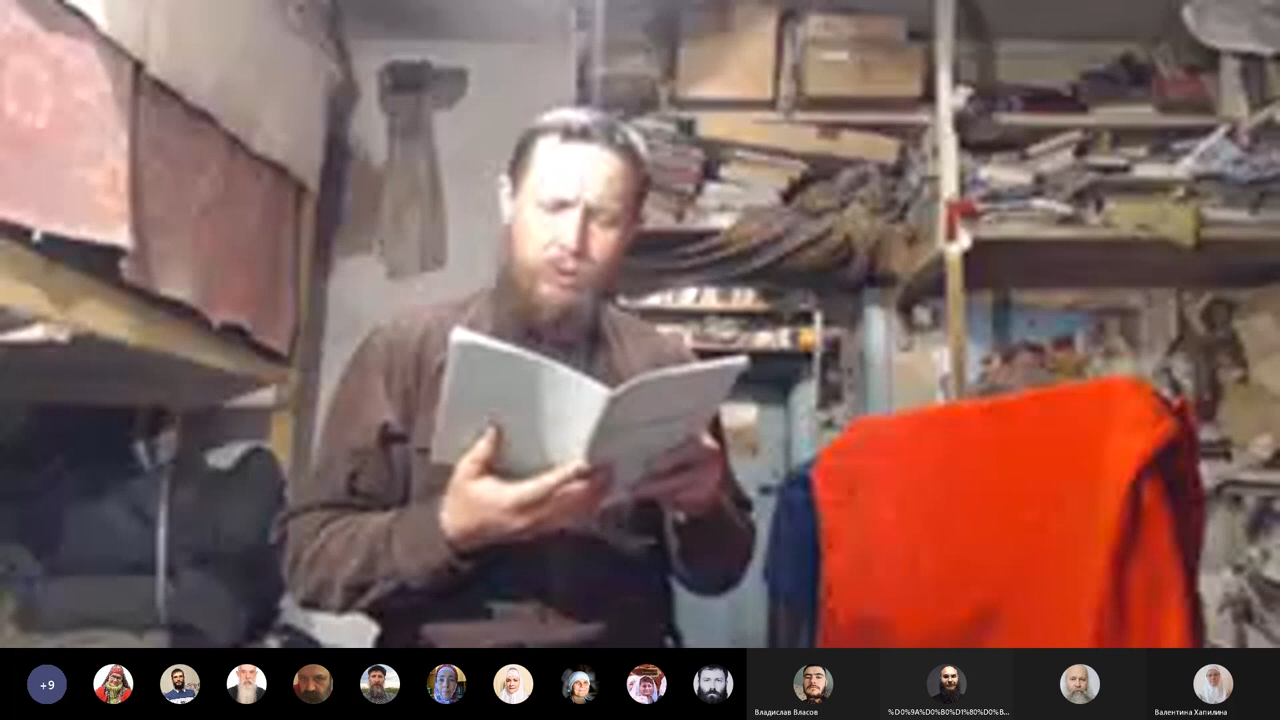 +9
Владислав Власов
%D0%9A%D0%B0%D1%80%D0%B...
Валентина Хапилина